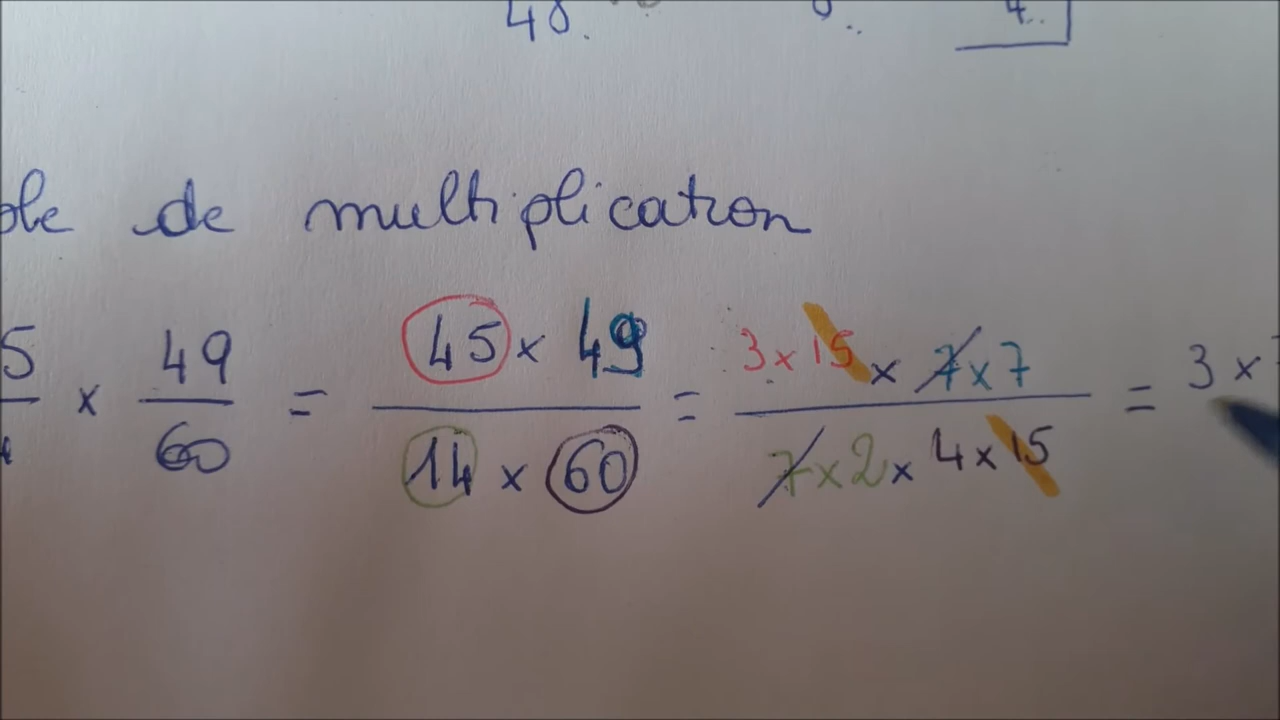 48.
4..
de multiplication
5 × 49/60 = 45 × 49 / 14 × 60 = 3 × 15 × 7 × 7 / 7 × 2 × 4 × 15 = 3 ×